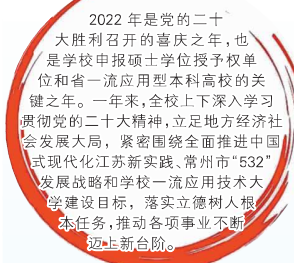 2022 年是党的二十
大胜利召开的喜庆之年,也
是学校申报硕士学位授予权单
位和省一流应用型本科高校的关
键之年。一年来,全校上下深入学习
贯彻党的二十大精神,立足地方经济社
会发展大局，紧密围绕全面推进中国
式现代化江苏新实践、常州市“532”
发展战略和学校一流应用技术大
学建设目标，落实立德树人根
本任务,推动各项事业不断
迈上新台阶。